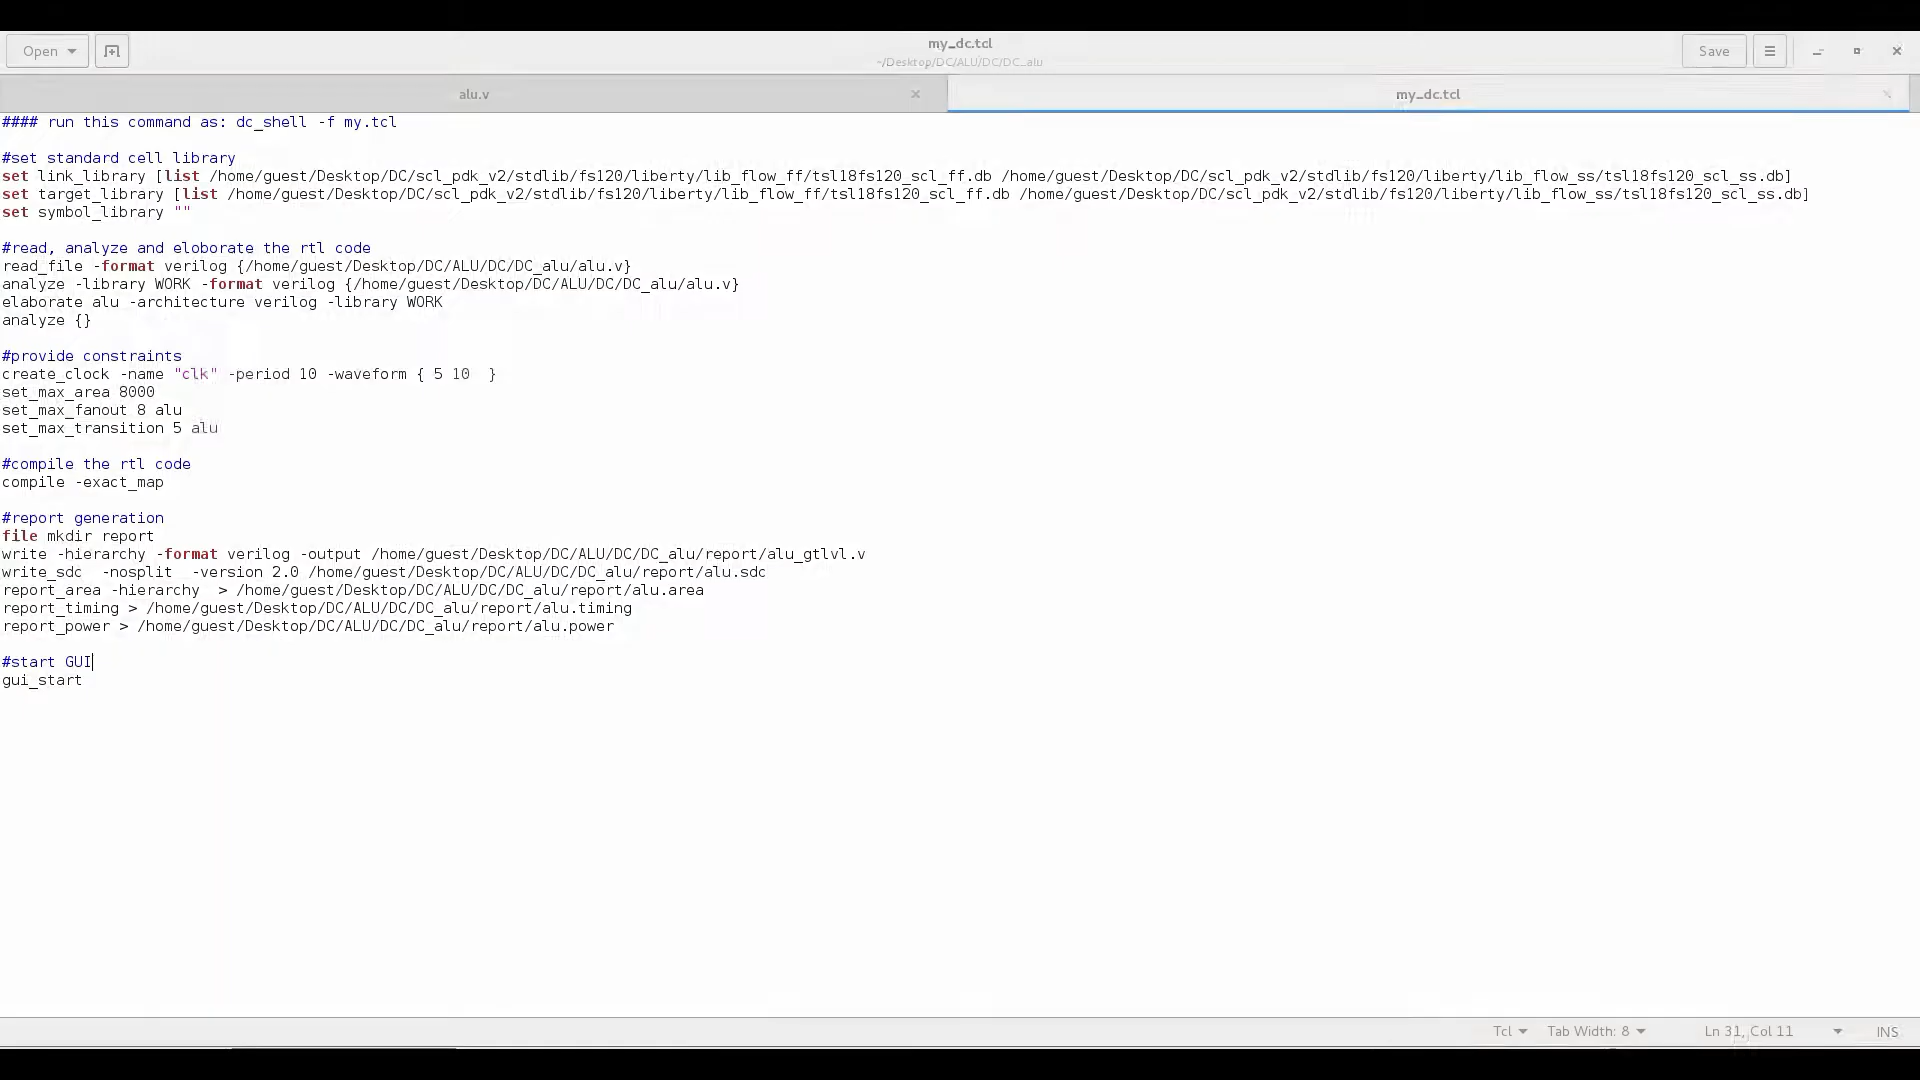 Open
my_dc.tcl
~/Desktop/DC/ALU/DC/DC_alu
Save
alu.v
my_dc.tcl
#### run this command as: dc_shell -f my.tcl
#set standard cell library
set link_library [list /home/guest/Desktop/DC/scl_pdk_v2/stdlib/fs120/liberty/lib_flow_ff/tsl18fs120_scl_ff.db /home/guest/Desktop/DC/scl_pdk_v2/stdlib/fs120/liberty/lib_flow_ss/tsl18fs120_scl_ss.db]
set target_library [list /home/guest/Desktop/DC/scl_pdk_v2/stdlib/fs120/liberty/lib_flow_ff/tsl18fs120_scl_ff.db /home/guest/Desktop/DC/scl_pdk_v2/stdlib/fs120/liberty/lib_flow_ss/tsl18fs120_scl_ss.db]
set symbol_library ""
#read, analyze and eloborate the rtl code
read_file -format verilog {/home/guest/Desktop/DC/ALU/DC/DC_alu/alu.v}
analyze -library WORK -format verilog {/home/guest/Desktop/DC/ALU/DC/DC_alu/alu.v}
elaborate alu -architecture verilog -library WORK
analyze {}
#provide constraints
create_clock -name "clk" -period 10 -waveform { 5 10  }
set_max_area 8000
set_max_fanout 8 alu
set_max_transition 5 alu
#compile the rtl code
compile -exact_map
#report generation
file mkdir report
write -hierarchy -format verilog -output /home/guest/Desktop/DC/ALU/DC/DC_alu/report/alu_gtlvl.v
write_sdc  -nosplit  -version 2.0 /home/guest/Desktop/DC/ALU/DC/DC_alu/report/alu.sdc
report_area -hierarchy  > /home/guest/Desktop/DC/ALU/DC/DC_alu/report/alu.area
report_timing > /home/guest/Desktop/DC/ALU/DC/DC_alu/report/alu.timing
report_power > /home/guest/Desktop/DC/ALU/DC/DC_alu/report/alu.power
#start GUI
gui_start
Tcl
Tab Width: 8
Ln 31, Col 11
INS